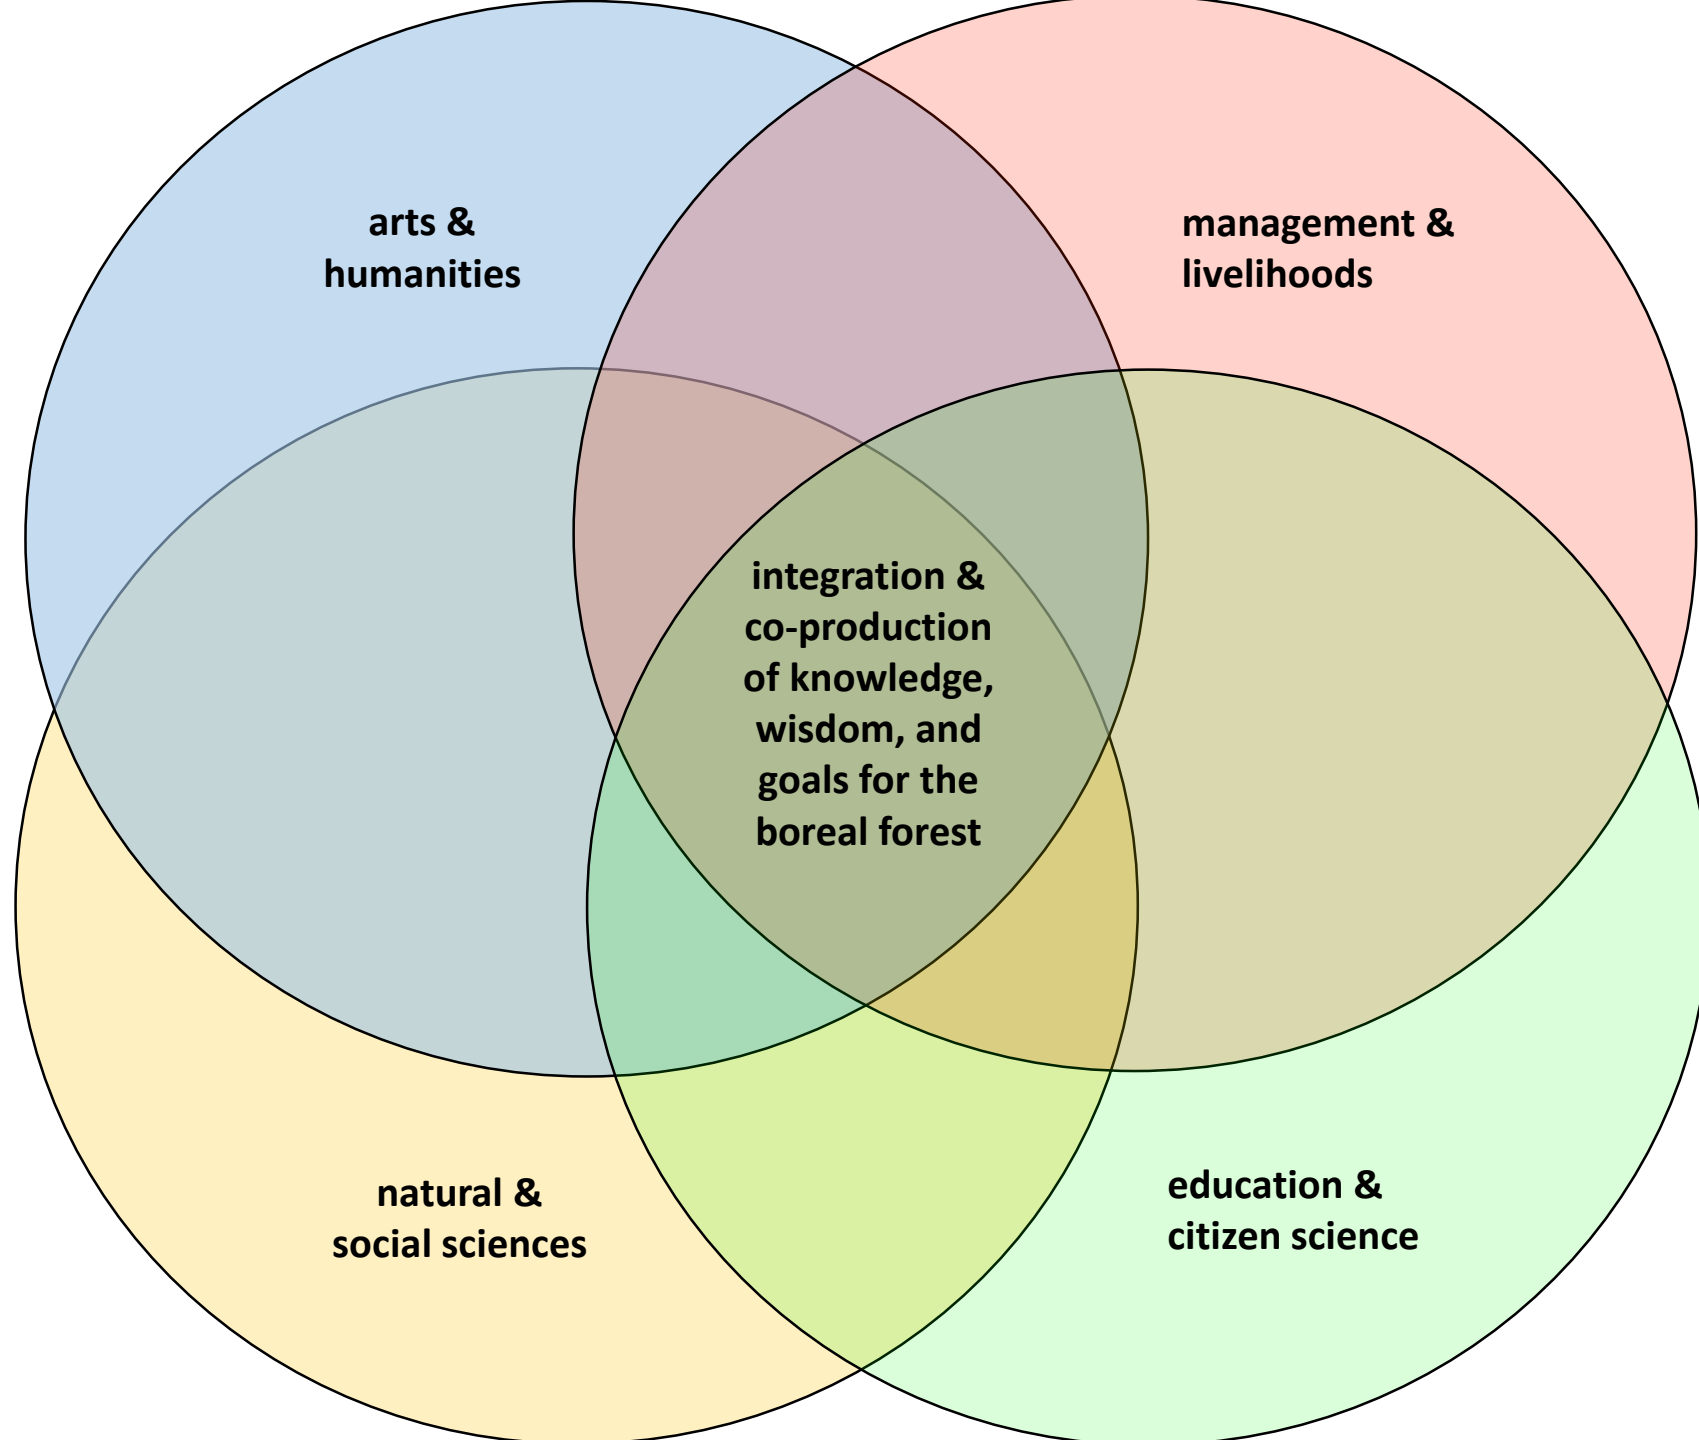 arts &
humanities
management &
livelihoods
integration &
co-production
of knowledge,
wisdom, and
goals for the
boreal forest
natural &
social sciences
education &
citizen science